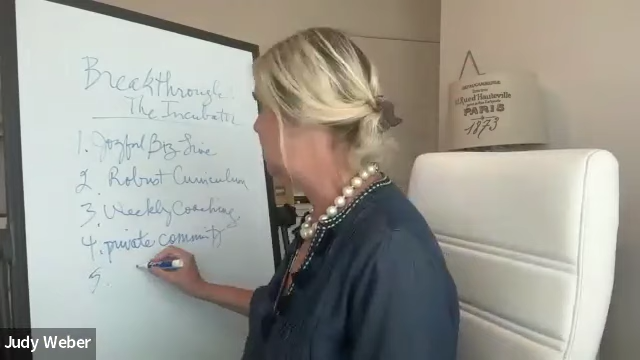 Breakthrough:
The Incubator
1. Joyful Biz Live
2 Robust Curriculum
3. Weekly Coaching
4. private community
5.
PARIS
1873
Judy Weber